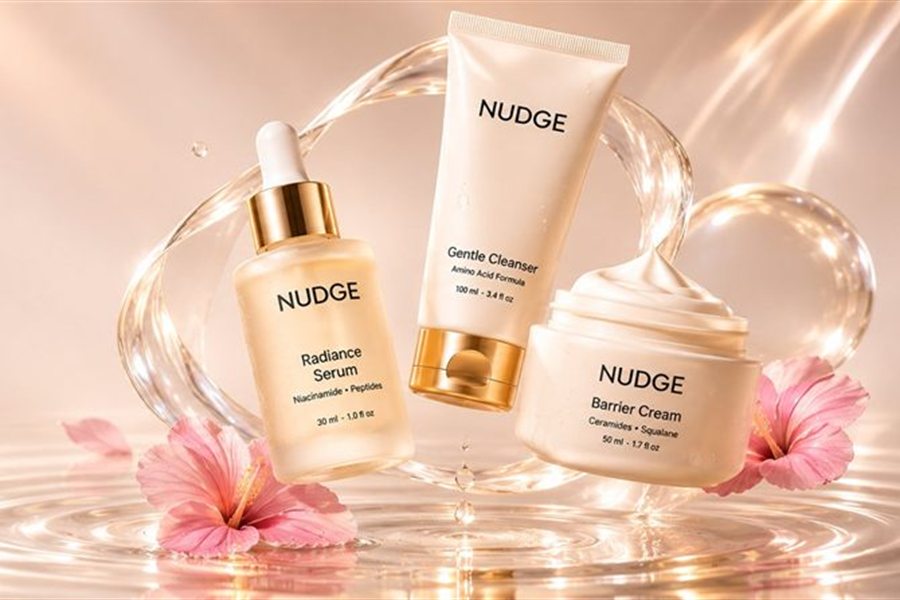 NUDGE
Radiance
Serum
Niacinamide • Peptides
30 ml - 1.0 fl oz
NUDGE
Gentle Cleanser
Amino Acid Formula
100 ml - 3.4 fl oz
NUDGE
Barrier Cream
Ceramides • Squalane
50 ml - 1.7 fl oz